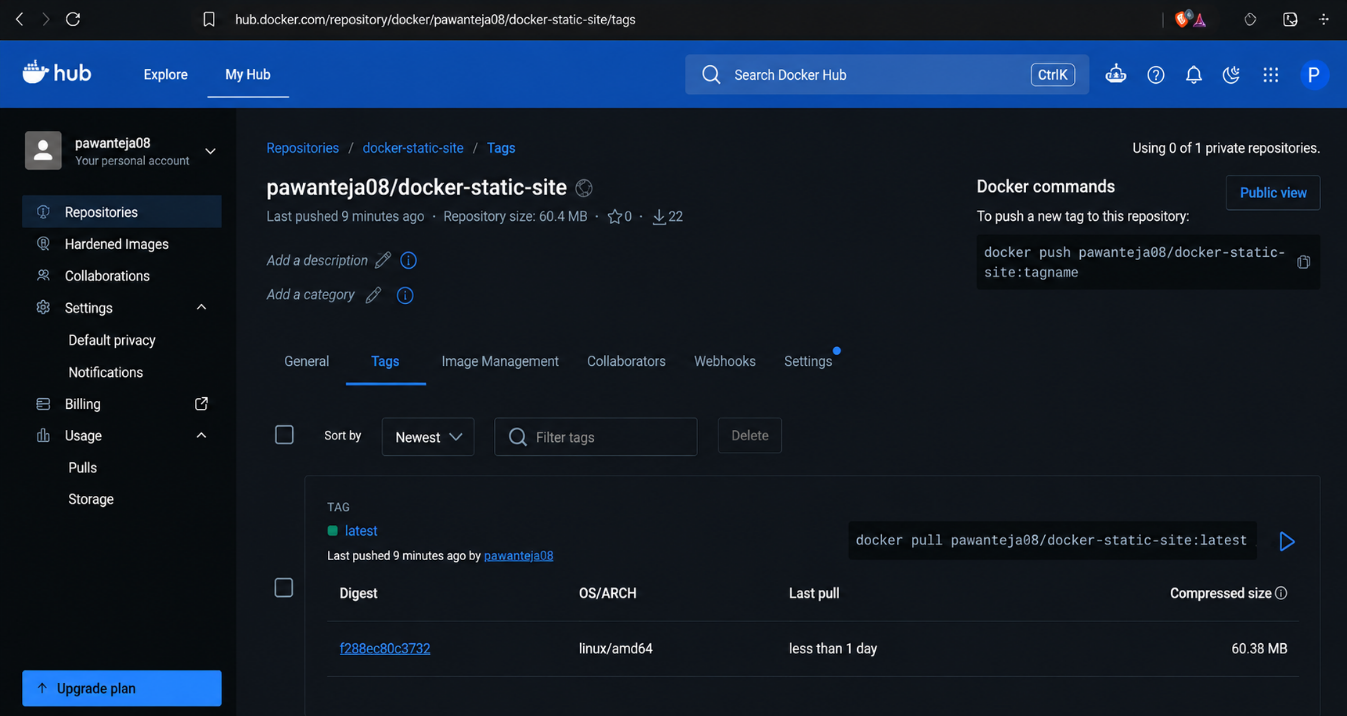 hub.docker.com/repository/docker/pawanteja08/docker-static-site/tags
hub
Explore
My Hub
Search Docker Hub
CtrlK
P
pawanteja08
Your personal account
Repositories
Hardened Images
Collaborations
Settings
Default privacy
Notifications
Billing
Usage
Pulls
Storage
Upgrade plan
Repositories / docker-static-site / Tags
Using 0 of 1 private repositories.
pawanteja08/docker-static-site
Last pushed 9 minutes ago · Repository size: 60.4 MB · 0 · 22
Add a description
Add a category
Docker commands
Public view
To push a new tag to this repository:
docker push pawanteja08/docker-static-
site:tagname
General
Tags
Image Management
Collaborators
Webhooks
Settings
Sort by
Newest
Filter tags
Delete
TAG
latest
Last pushed 9 minutes ago by pawanteja08
docker pull pawanteja08/docker-static-site:latest
Digest OS/ARCH Last pull Compressed size
f288ec80c3732 linux/amd64 less than 1 day 60.38 MB